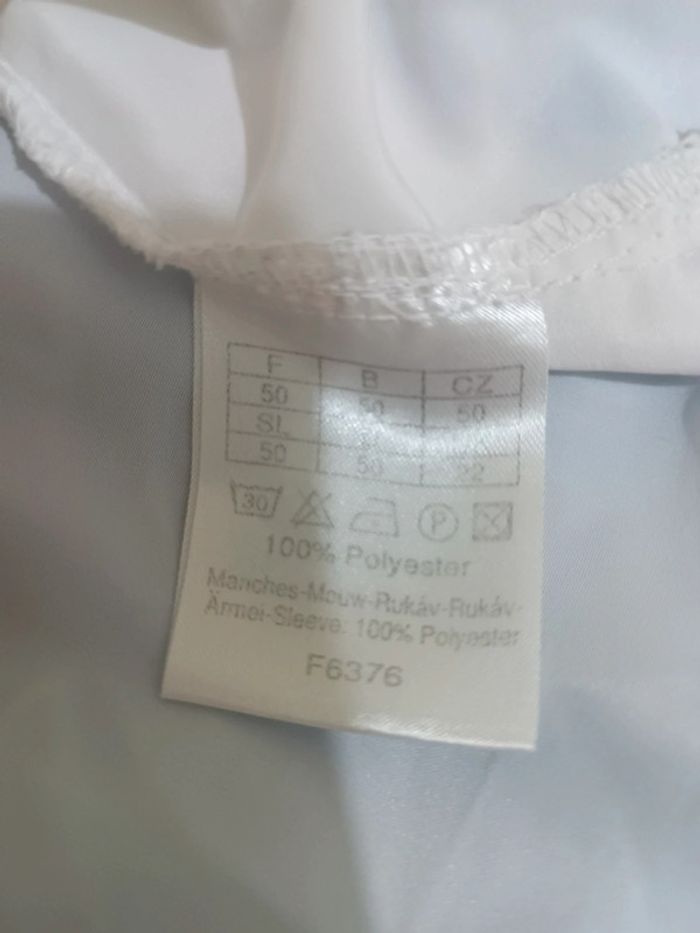 F B CZ
50 50 50
SL
50 50
30
P
100% Polyester
Manches-Mouw-Rukáv-Rukáv-
Ärmel-Sleeve: 100% Polyester
F6376